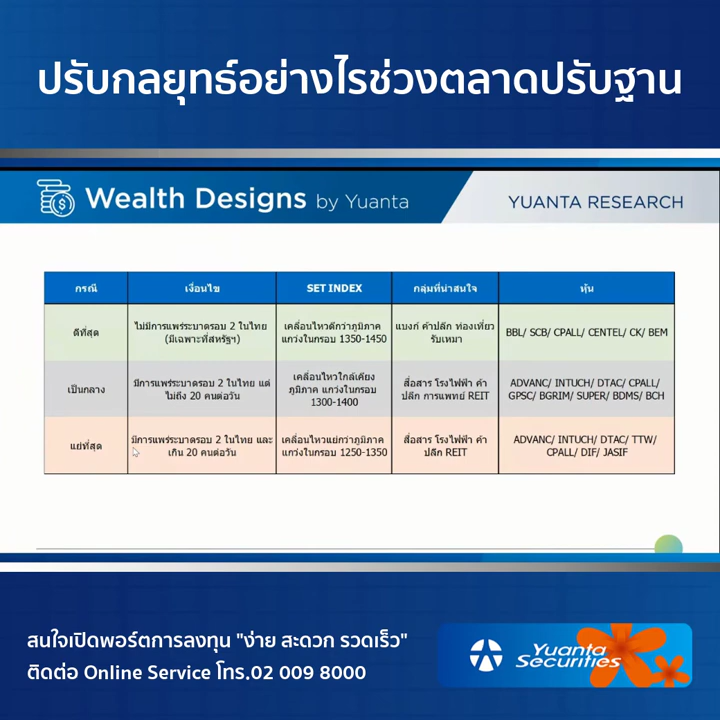 ปรับกลยุทธ์อย่างไรช่วงตลาดปรับฐาน
Wealth Designs by Yuanta
YUANTA RESEARCH
กรณี
เงื่อนไข
SET INDEX
กลุ่มที่น่าสนใจ
หุ้น
ดีที่สุด
ไม่มีการแพร่ระบาดรอบ 2 ในไทย
(มีเฉพาะที่สหรัฐฯ)
เคลื่อนไหวดีกว่าภูมิภาค
แกว่งในกรอบ 1350-1450
แบงก์ ค้าปลีก ท่องเที่ยว
รับเหมา
BBL/ SCB/ CPALL/ CENTEL/ CK/ BEM
เป็นกลาง
มีการแพร่ระบาดรอบ 2 ในไทย แต่
ไม่ถึง 20 คนต่อวัน
เคลื่อนไหวใกล้เคียง
ภูมิภาค แกว่งในกรอบ
1300-1400
สื่อสาร โรงไฟฟ้า ค้า
ปลีก การแพทย์ REIT
ADVANC/ INTUCH/ DTAC/ CPALL/
GPSC/ BGRIM/ SUPER/ BDMS/ BCH
แย่ที่สุด
มีการแพร่ระบาดรอบ 2 ในไทย และ
เกิน 20 คนต่อวัน
เคลื่อนไหวแย่กว่าภูมิภาค
แกว่งในกรอบ 1250-1350
สื่อสาร โรงไฟฟ้า ค้า
ปลีก REIT
ADVANC/ INTUCH/ DTAC/ TTW/
CPALL/ DIF/ JASIF
สนใจเปิดพอร์ตการลงทุน "ง่าย สะดวก รวดเร็ว"
ติดต่อ Online Service โทร.02 009 8000
Yuanta
Securities